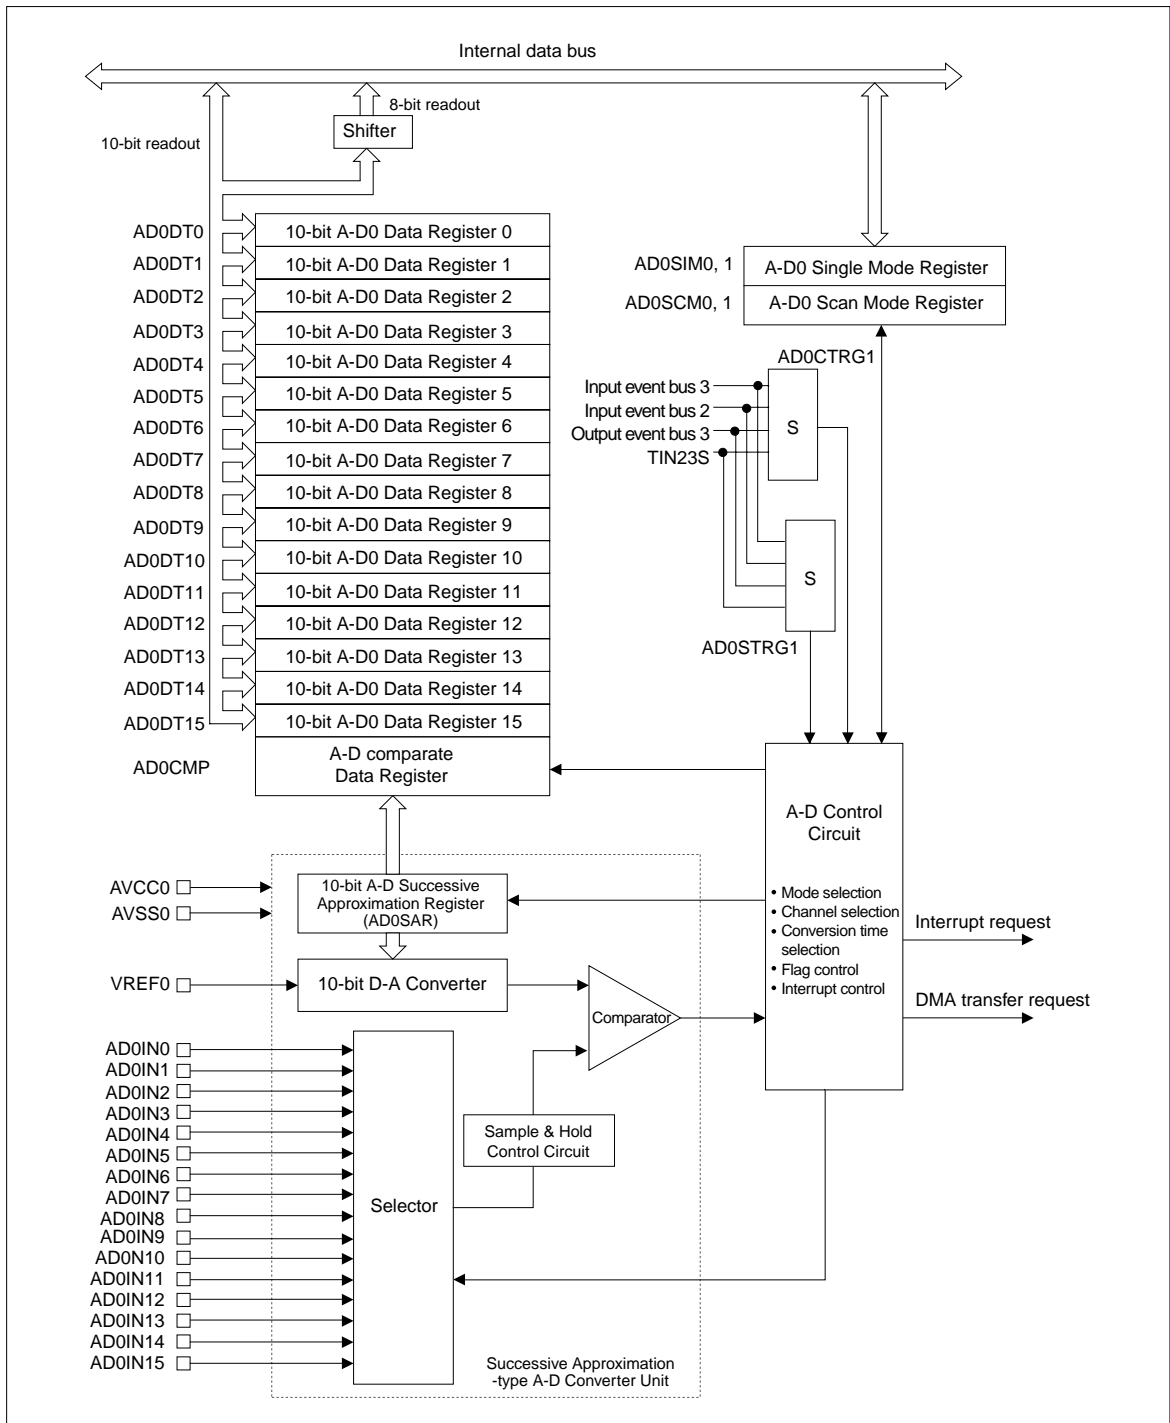 Internal data bus
8-bit readout
Shifter
10-bit readout
AD0DT0
10-bit A-D0 Data Register 0
AD0DT1
10-bit A-D0 Data Register 1
AD0DT2
10-bit A-D0 Data Register 2
AD0DT3
10-bit A-D0 Data Register 3
AD0DT4
10-bit A-D0 Data Register 4
AD0DT5
10-bit A-D0 Data Register 5
AD0DT6
10-bit A-D0 Data Register 6
AD0DT7
10-bit A-D0 Data Register 7
AD0DT8
10-bit A-D0 Data Register 8
AD0DT9
10-bit A-D0 Data Register 9
AD0DT10
10-bit A-D0 Data Register 10
AD0DT11
10-bit A-D0 Data Register 11
AD0DT12
10-bit A-D0 Data Register 12
AD0DT13
10-bit A-D0 Data Register 13
AD0DT14
10-bit A-D0 Data Register 14
AD0DT15
10-bit A-D0 Data Register 15
AD0CMP
A-D comparate
Data Register
AD0SIM0, 1
A-D0 Single Mode Register
AD0SCM0, 1
A-D0 Scan Mode Register
AD0CTRG1
Input event bus 3
Input event bus 2
Output event bus 3
TIN23S
S
S
AD0STRG1
A-D Control
Circuit
• Mode selection
• Channel selection
• Conversion time
selection
• Flag control
• Interrupt control
Interrupt request
DMA transfer request
AVCC0
AVSS0
10-bit A-D Successive
Approximation Register
(AD0SAR)
VREF0
10-bit D-A Converter
Comparator
AD0IN0
AD0IN1
AD0IN2
AD0IN3
AD0IN4
AD0IN5
AD0IN6
AD0IN7
AD0IN8
AD0IN9
AD0N10
AD0IN11
AD0IN12
AD0IN13
AD0IN14
AD0IN15
Selector
Sample & Hold
Control Circuit
Successive Approximation
-type A-D Converter Unit